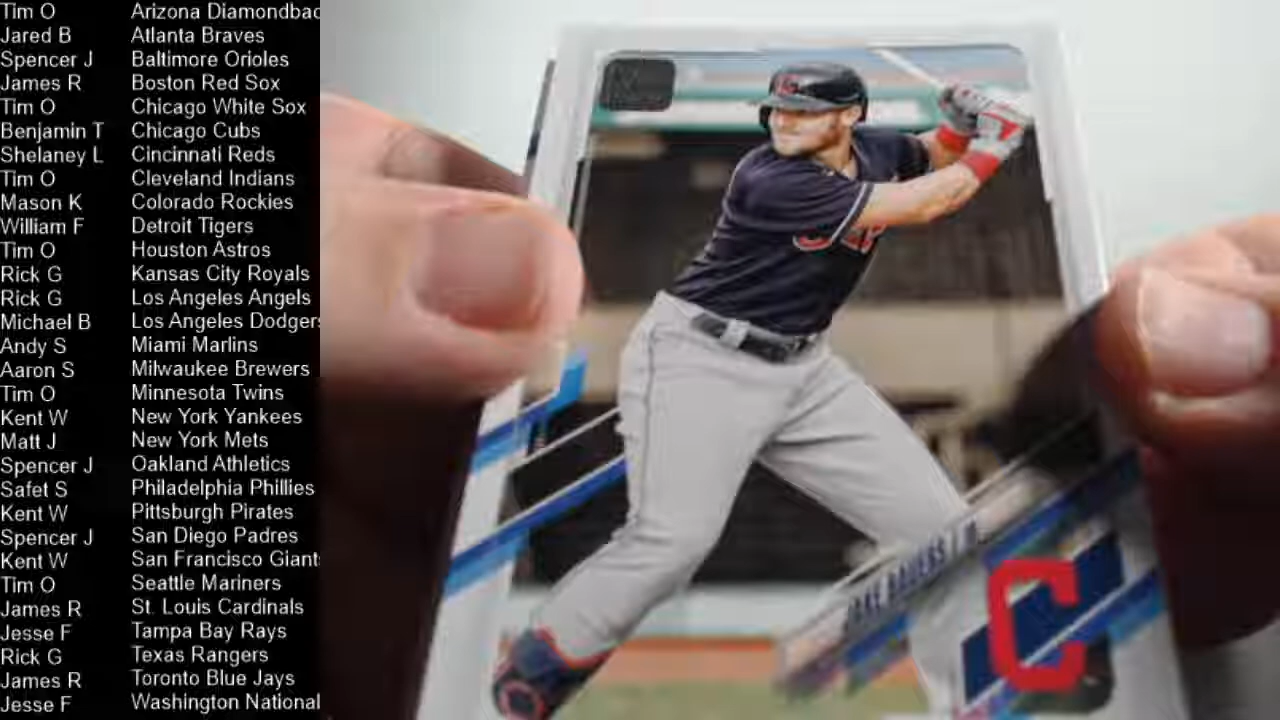 Tim O Arizona Diamondbac
Jared B Atlanta Braves
Spencer J Baltimore Orioles
James R Boston Red Sox
Tim O Chicago White Sox
Benjamin T Chicago Cubs
Shelaney L Cincinnati Reds
Tim O Cleveland Indians
Mason K Colorado Rockies
William F Detroit Tigers
Tim O Houston Astros
Rick G Kansas City Royals
Rick G Los Angeles Angels
Michael B Los Angeles Dodgers
Andy S Miami Marlins
Aaron S Milwaukee Brewers
Tim O Minnesota Twins
Kent W New York Yankees
Matt J New York Mets
Spencer J Oakland Athletics
Safet S Philadelphia Phillies
Kent W Pittsburgh Pirates
Spencer J San Diego Padres
Kent W San Francisco Giants
Tim O Seattle Mariners
James R St. Louis Cardinals
Jesse F Tampa Bay Rays
Rick G Texas Rangers
James R Toronto Blue Jays
Jesse F Washington National
C
JAKE BAUERS
C